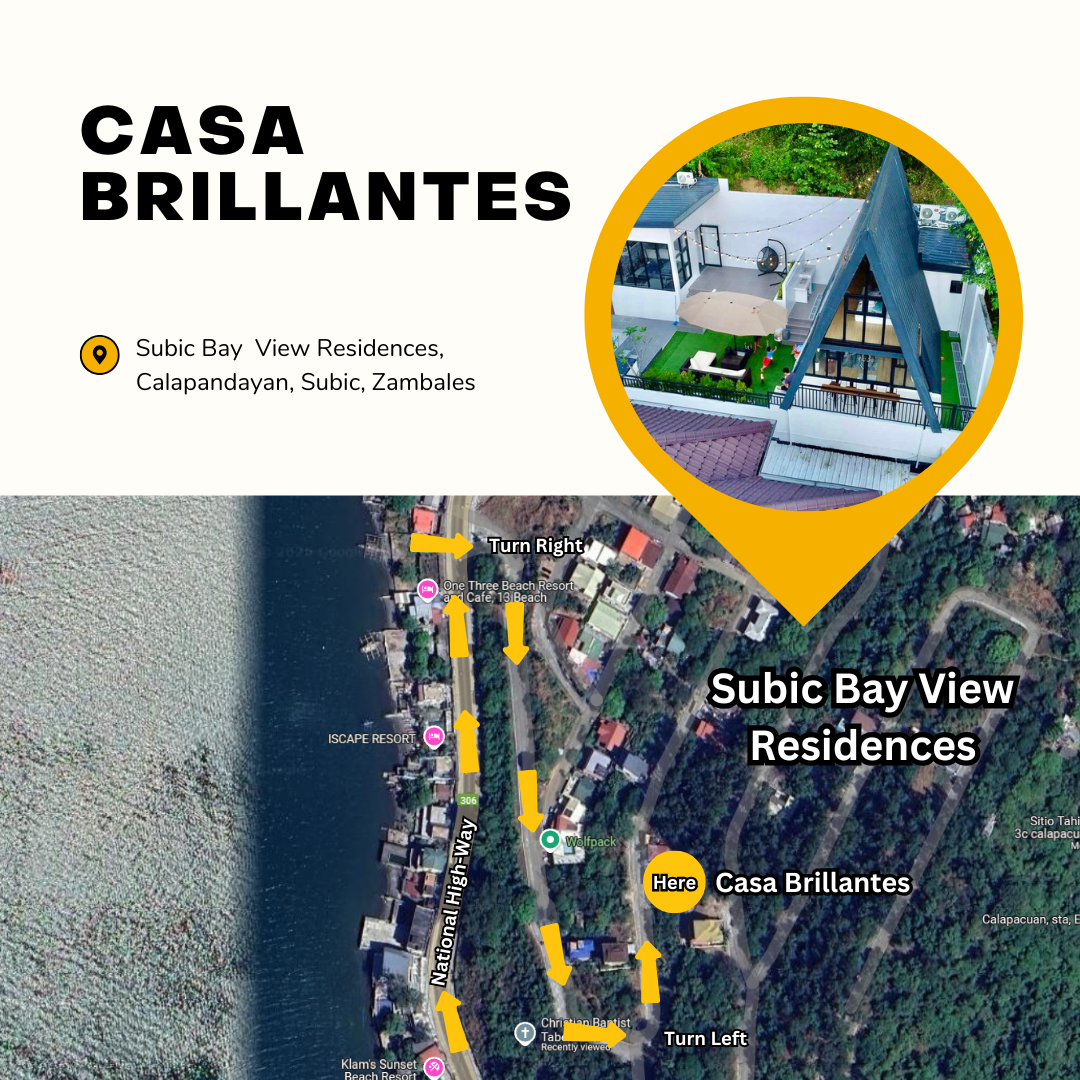 CASA
BRILLANTES
Subic Bay View Residences,
Calapandayan, Subic, Zambales
Turn Right
One Three Beach Resort
and Cafe, 13 Beach
ISCAPE RESORT
306
National High-Way
Wolfpack
Subic Bay View
Residences
Sitio Tahi
3c calapacu
Here
Casa Brillantes
Calapacuan, sta, E
Christian Baptist
Recently viewed
Turn Left
Klam's Sunset
Beach Resort